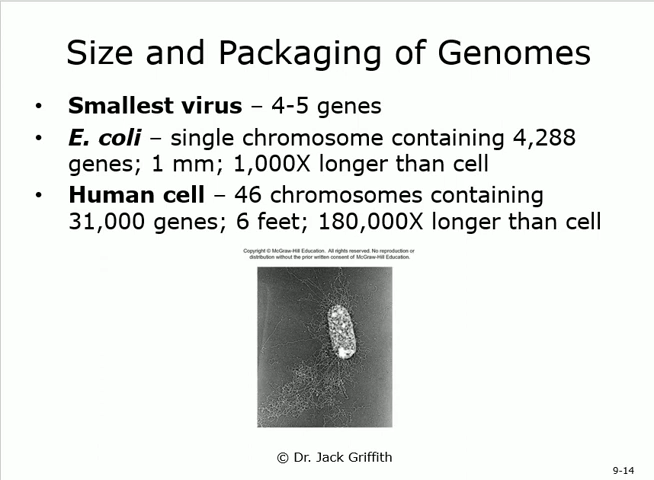 Size and Packaging of Genomes
• Smallest virus – 4-5 genes
• E. coli – single chromosome containing 4,288
genes; 1 mm; 1,000X longer than cell
• Human cell – 46 chromosomes containing
31,000 genes; 6 feet; 180,000X longer than cell
Copyright © McGraw-Hill Education. All rights reserved. No reproduction or
distribution without the prior written consent of McGraw-Hill Education.
© Dr. Jack Griffith
9-14